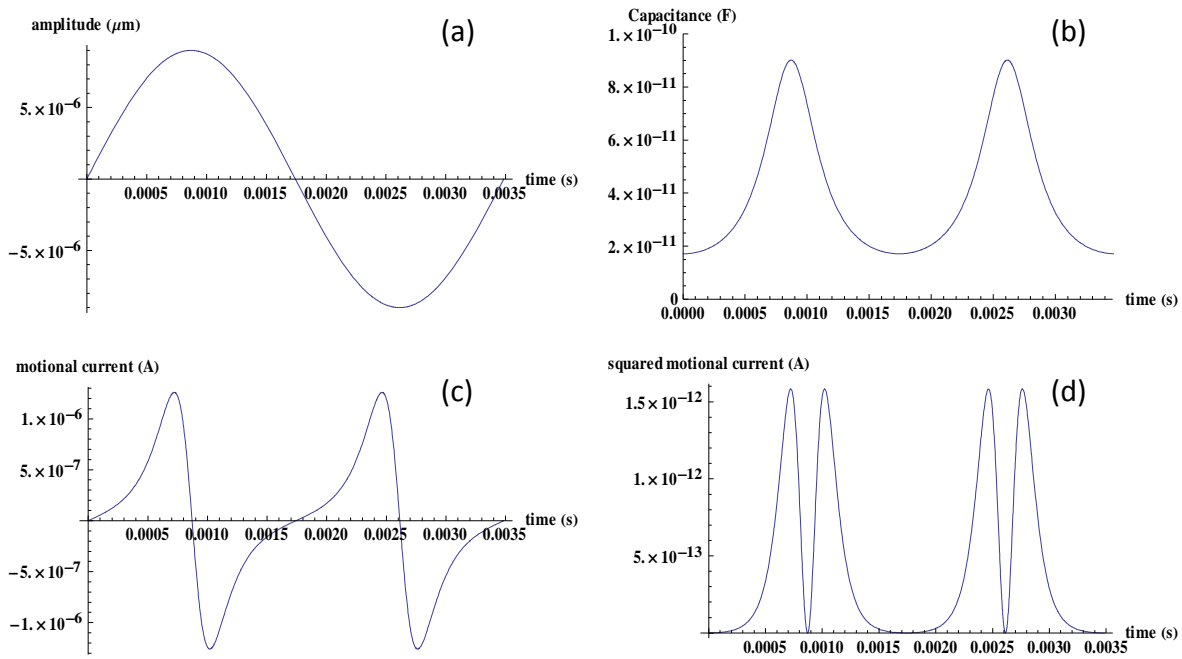 amplitude (μm)
(a)
5.×10⁻⁶
−5.×10⁻⁶
0.0005 0.0010 0.0015 0.0020 0.0025 0.0030 0.0035
time (s)
Capacitance (F)
(b)
1.×10⁻¹⁰
8.×10⁻¹¹
6.×10⁻¹¹
4.×10⁻¹¹
2.×10⁻¹¹
0
0.0000 0.0005 0.0010 0.0015 0.0020 0.0025 0.0030
time (s)
motional current (A)
(c)
1.×10⁻⁶
5.×10⁻⁷
−5.×10⁻⁷
−1.×10⁻⁶
0.0005 0.0010 0.0015 0.0020 0.0025 0.0030 0.0035
time (s)
squared motional current (A)
(d)
1.5×10⁻¹²
1.×10⁻¹²
5.×10⁻¹³
0.0005 0.0010 0.0015 0.0020 0.0025 0.0030 0.0035
time (s)